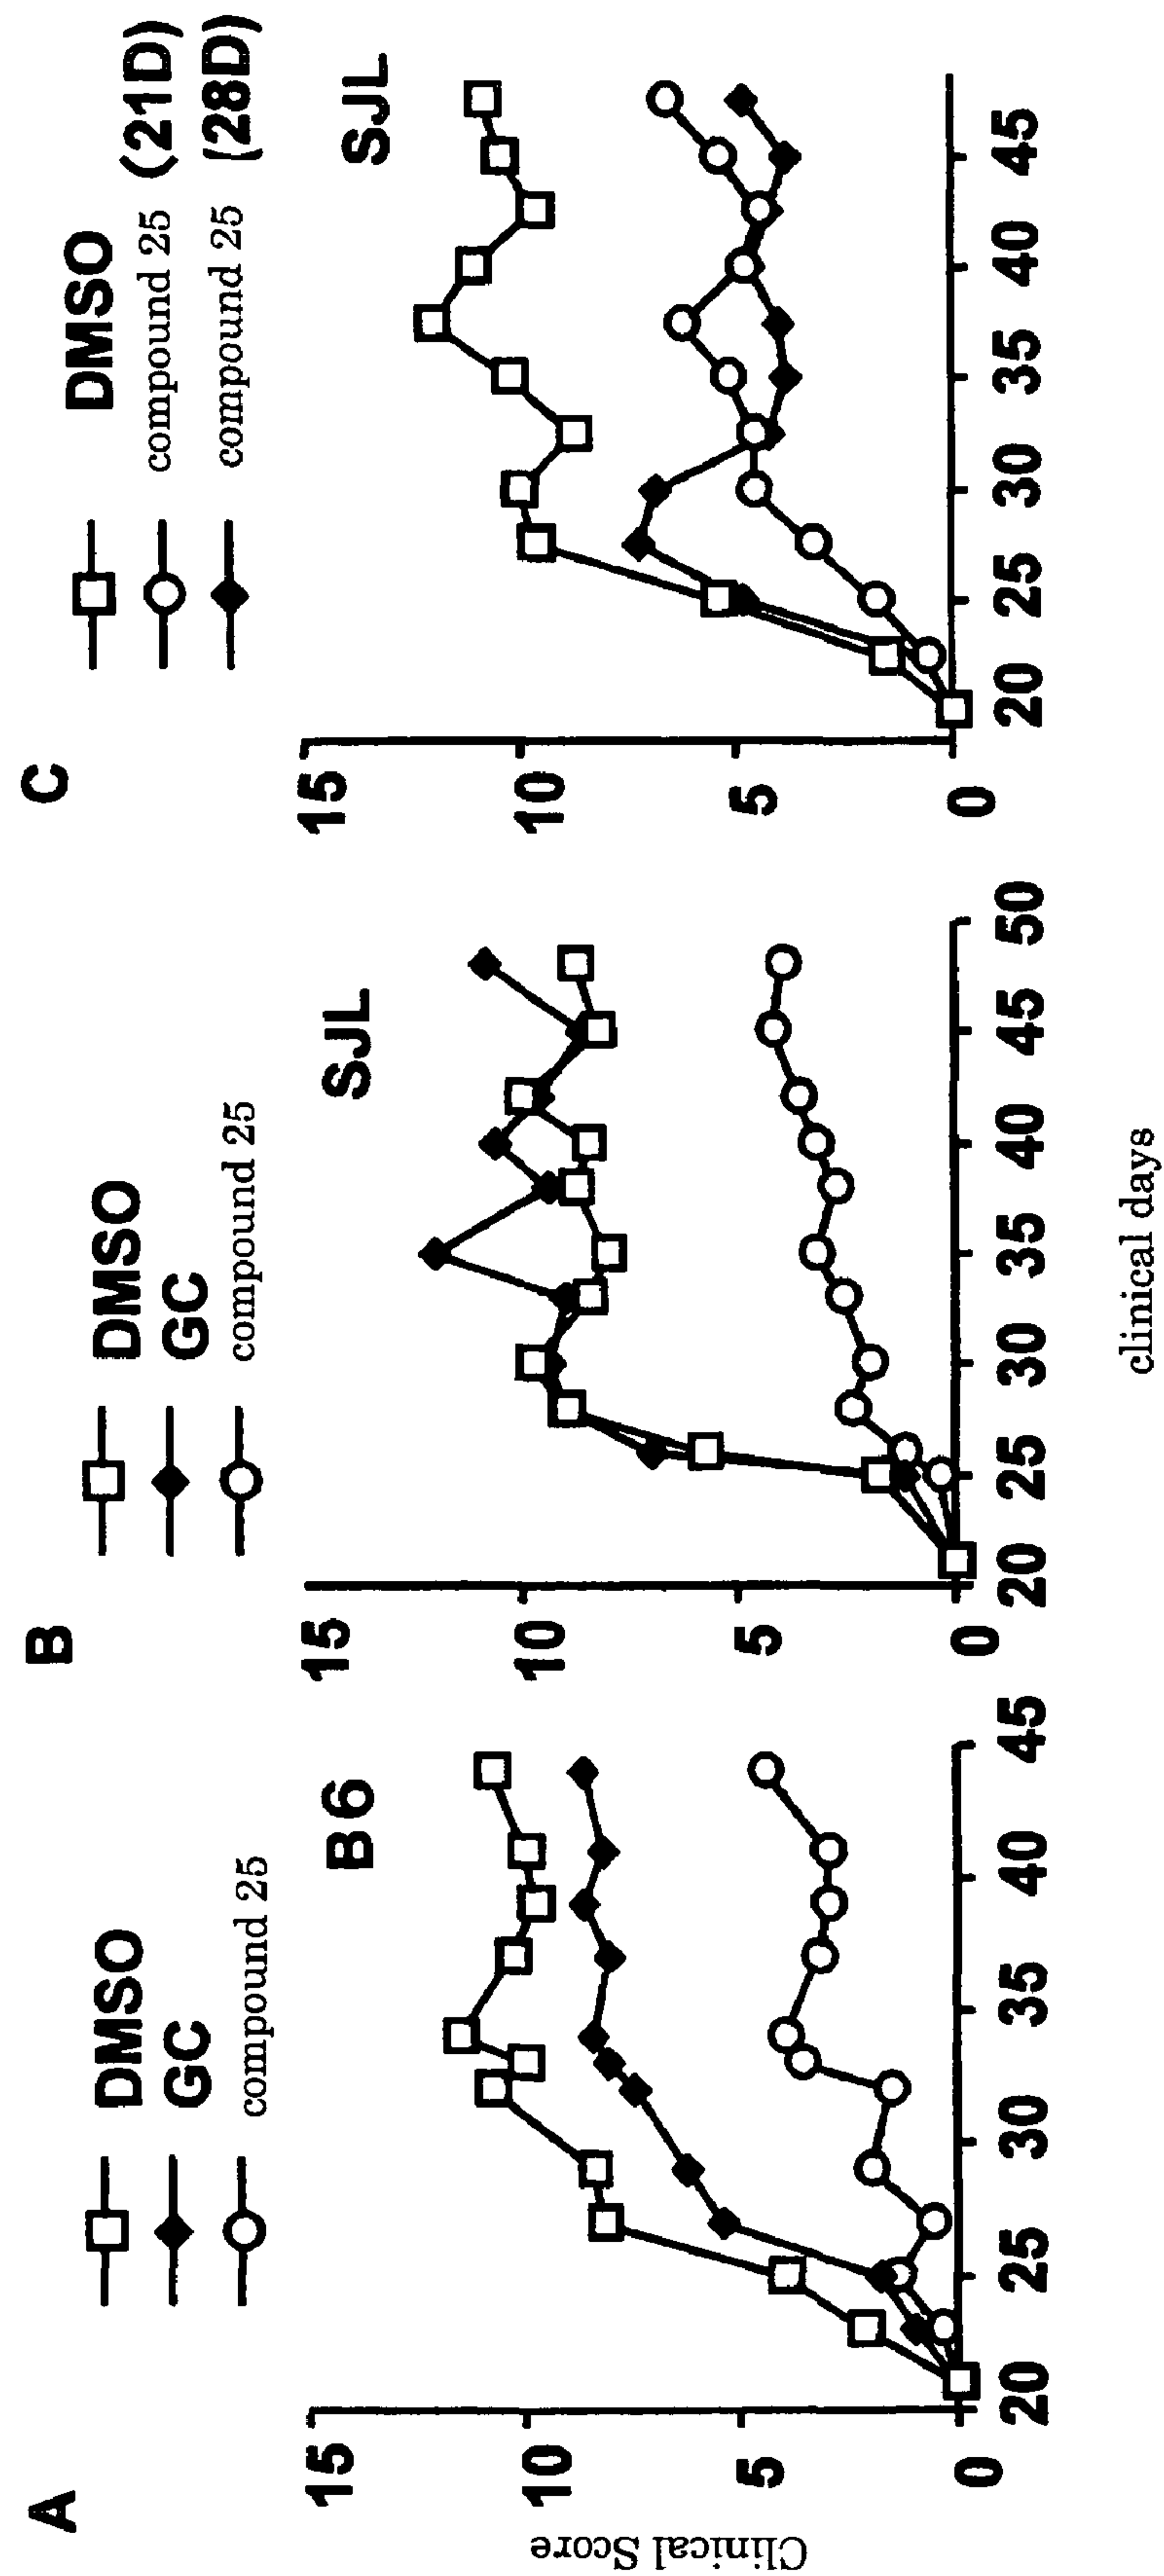 A
DMSO
GC
compound 25
B6
15
10
5
0
20 25 30 35 40 45
Clinical Score
B
DMSO
GC
compound 25
SJL
15
10
5
0
20 25 30 35 40 45 50
clinical days
C
DMSO
compound 25 (21D)
compound 25 [28D)
SJL
15
10
5
0
20 25 30 35 40 45